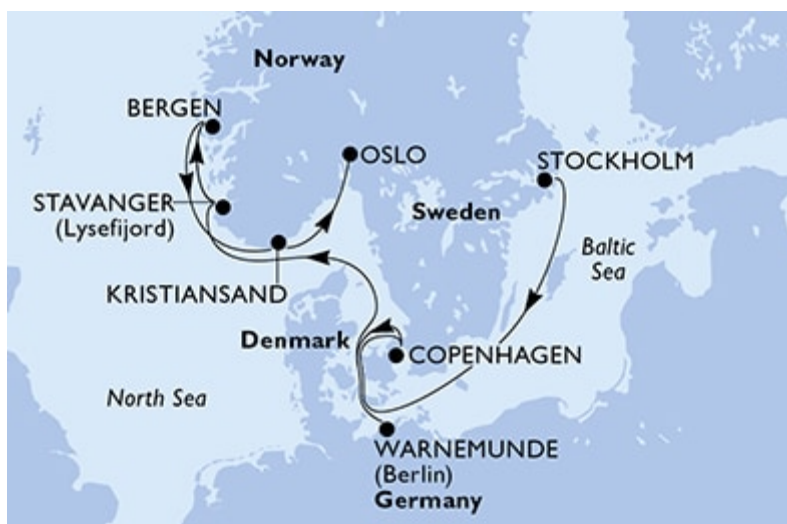 Norway
BERGEN
OSLO
STOCKHOLM
STAVANGER
(Lysefijord)
Sweden
Baltic
Sea
KRISTIANSAND
Denmark
COPENHAGEN
North Sea
WARNEMUNDE
(Berlin)
Germany